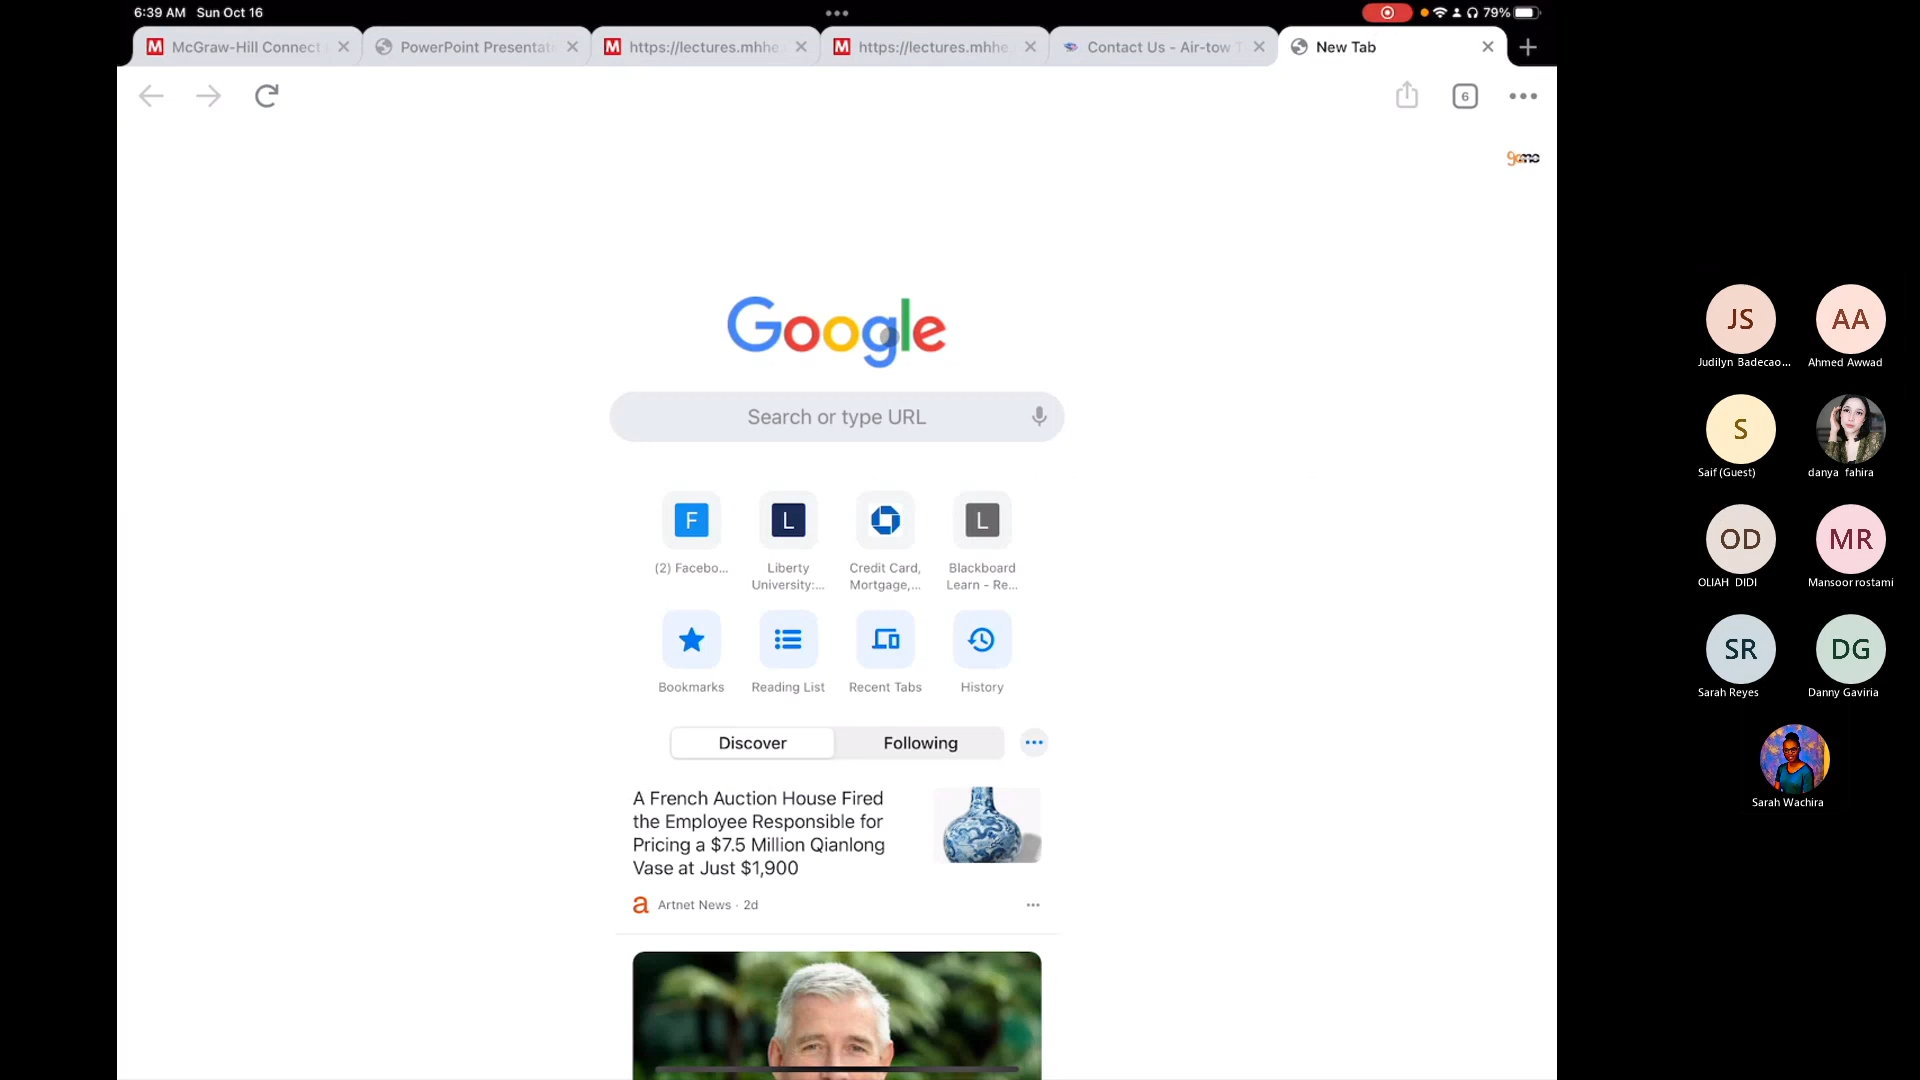 6:39 AM Sun Oct 16
79%
McGraw-Hill Connect
PowerPoint Presentati
https://lectures.mhhe.
https://lectures.mhhe.
Contact Us - Air-tow T
New Tab
6
gamo
Google
Search or type URL
F
L
L
(2) Facebo...
Liberty
University:...
Credit Card,
Mortgage,...
Blackboard
Learn - Re...
Bookmarks
Reading List
Recent Tabs
History
Discover
Following
A French Auction House Fired
the Employee Responsible for
Pricing a $7.5 Million Qianlong
Vase at Just $1,900
a Artnet News · 2d
JS
Judilyn Badecao...
AA
Ahmed Awwad
S
Saif (Guest)
danya fahira
OD
OLIAH DIDI
MR
Mansoor rostami
SR
Sarah Reyes
DG
Danny Gaviria
Sarah Wachira